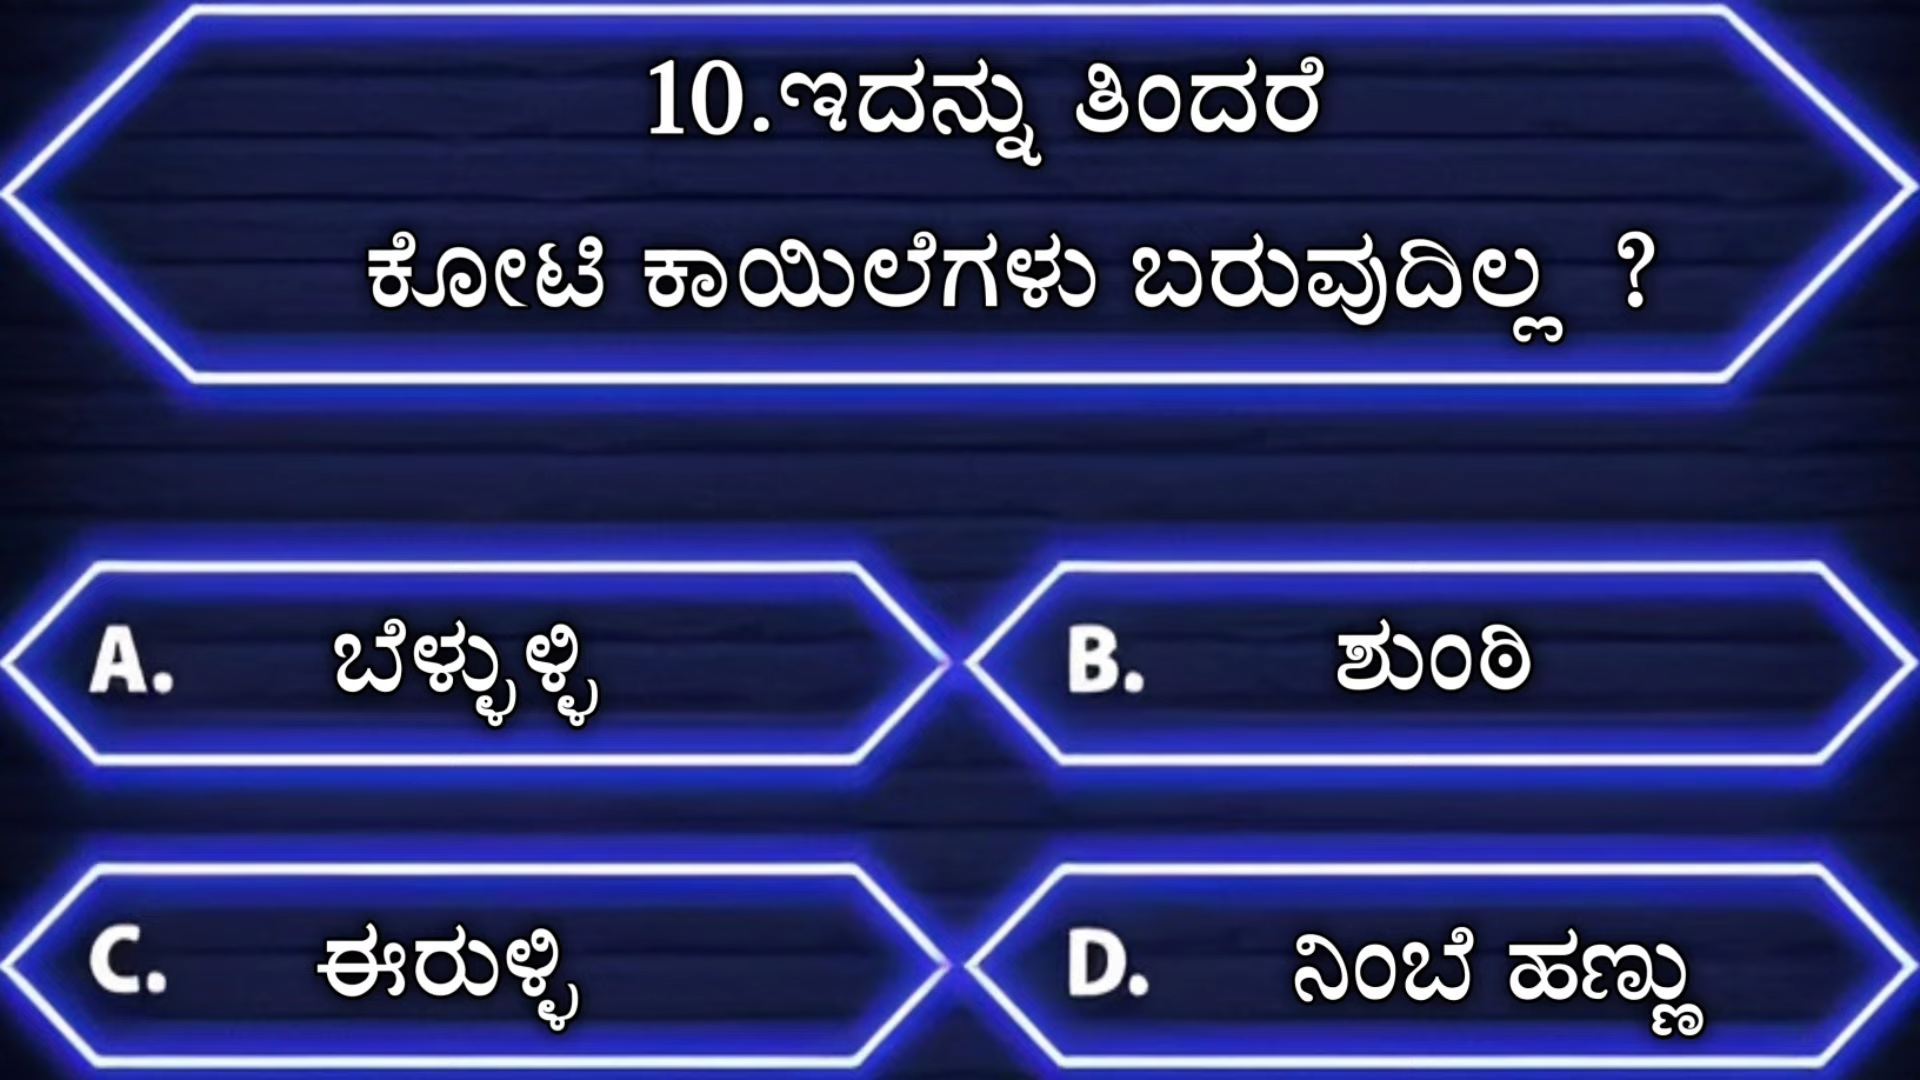 10.ಇದನ್ನು ತಿಂದರೆ
ಕೋಟಿ ಕಾಯಿಲೆಗಳು ಬರುವುದಿಲ್ಲ ?
A. ಬೆಳ್ಳುಳ್ಳಿ
B. ಶುಂಠಿ
C. ಈರುಳ್ಳಿ
D. ನಿಂಬೆ ಹಣ್ಣು